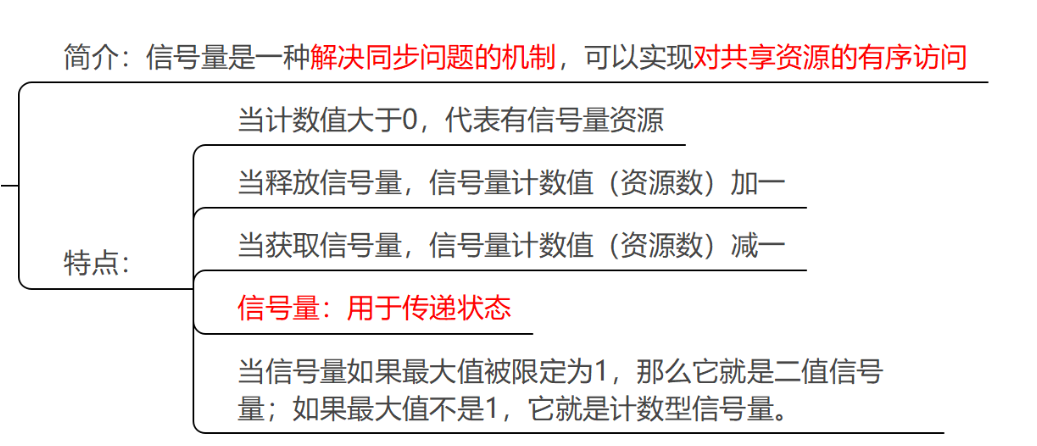 简介：信号量是一种解决同步问题的机制，可以实现对共享资源的有序访问
当计数值大于0，代表有信号量资源
当释放信号量，信号量计数值（资源数）加一
当获取信号量，信号量计数值（资源数）减一
特点：
信号量：用于传递状态
当信号量如果最大值被限定为1，那么它就是二值信号
量；如果最大值不是1，它就是计数型信号量。